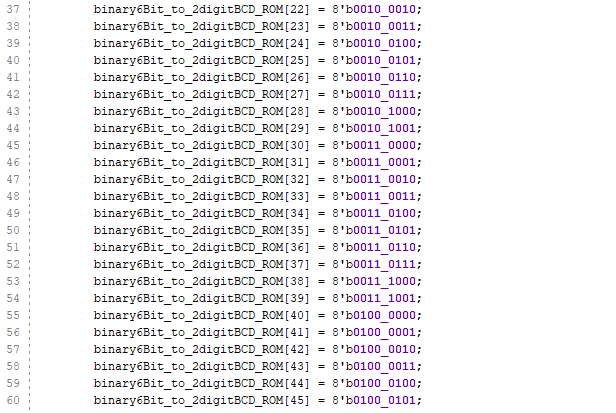 37 binary6Bit_to_2digitBCD_ROM[22] = 8'b0010_0010;
38 binary6Bit_to_2digitBCD_ROM[23] = 8'b0010_0011;
39 binary6Bit_to_2digitBCD_ROM[24] = 8'b0010_0100;
40 binary6Bit_to_2digitBCD_ROM[25] = 8'b0010_0101;
41 binary6Bit_to_2digitBCD_ROM[26] = 8'b0010_0110;
42 binary6Bit_to_2digitBCD_ROM[27] = 8'b0010_0111;
43 binary6Bit_to_2digitBCD_ROM[28] = 8'b0010_1000;
44 binary6Bit_to_2digitBCD_ROM[29] = 8'b0010_1001;
45 binary6Bit_to_2digitBCD_ROM[30] = 8'b0011_0000;
46 binary6Bit_to_2digitBCD_ROM[31] = 8'b0011_0001;
47 binary6Bit_to_2digitBCD_ROM[32] = 8'b0011_0010;
48 binary6Bit_to_2digitBCD_ROM[33] = 8'b0011_0011;
49 binary6Bit_to_2digitBCD_ROM[34] = 8'b0011_0100;
50 binary6Bit_to_2digitBCD_ROM[35] = 8'b0011_0101;
51 binary6Bit_to_2digitBCD_ROM[36] = 8'b0011_0110;
52 binary6Bit_to_2digitBCD_ROM[37] = 8'b0011_0111;
53 binary6Bit_to_2digitBCD_ROM[38] = 8'b0011_1000;
54 binary6Bit_to_2digitBCD_ROM[39] = 8'b0011_1001;
55 binary6Bit_to_2digitBCD_ROM[40] = 8'b0100_0000;
56 binary6Bit_to_2digitBCD_ROM[41] = 8'b0100_0001;
57 binary6Bit_to_2digitBCD_ROM[42] = 8'b0100_0010;
58 binary6Bit_to_2digitBCD_ROM[43] = 8'b0100_0011;
59 binary6Bit_to_2digitBCD_ROM[44] = 8'b0100_0100;
60 binary6Bit_to_2digitBCD_ROM[45] = 8'b0100_0101;